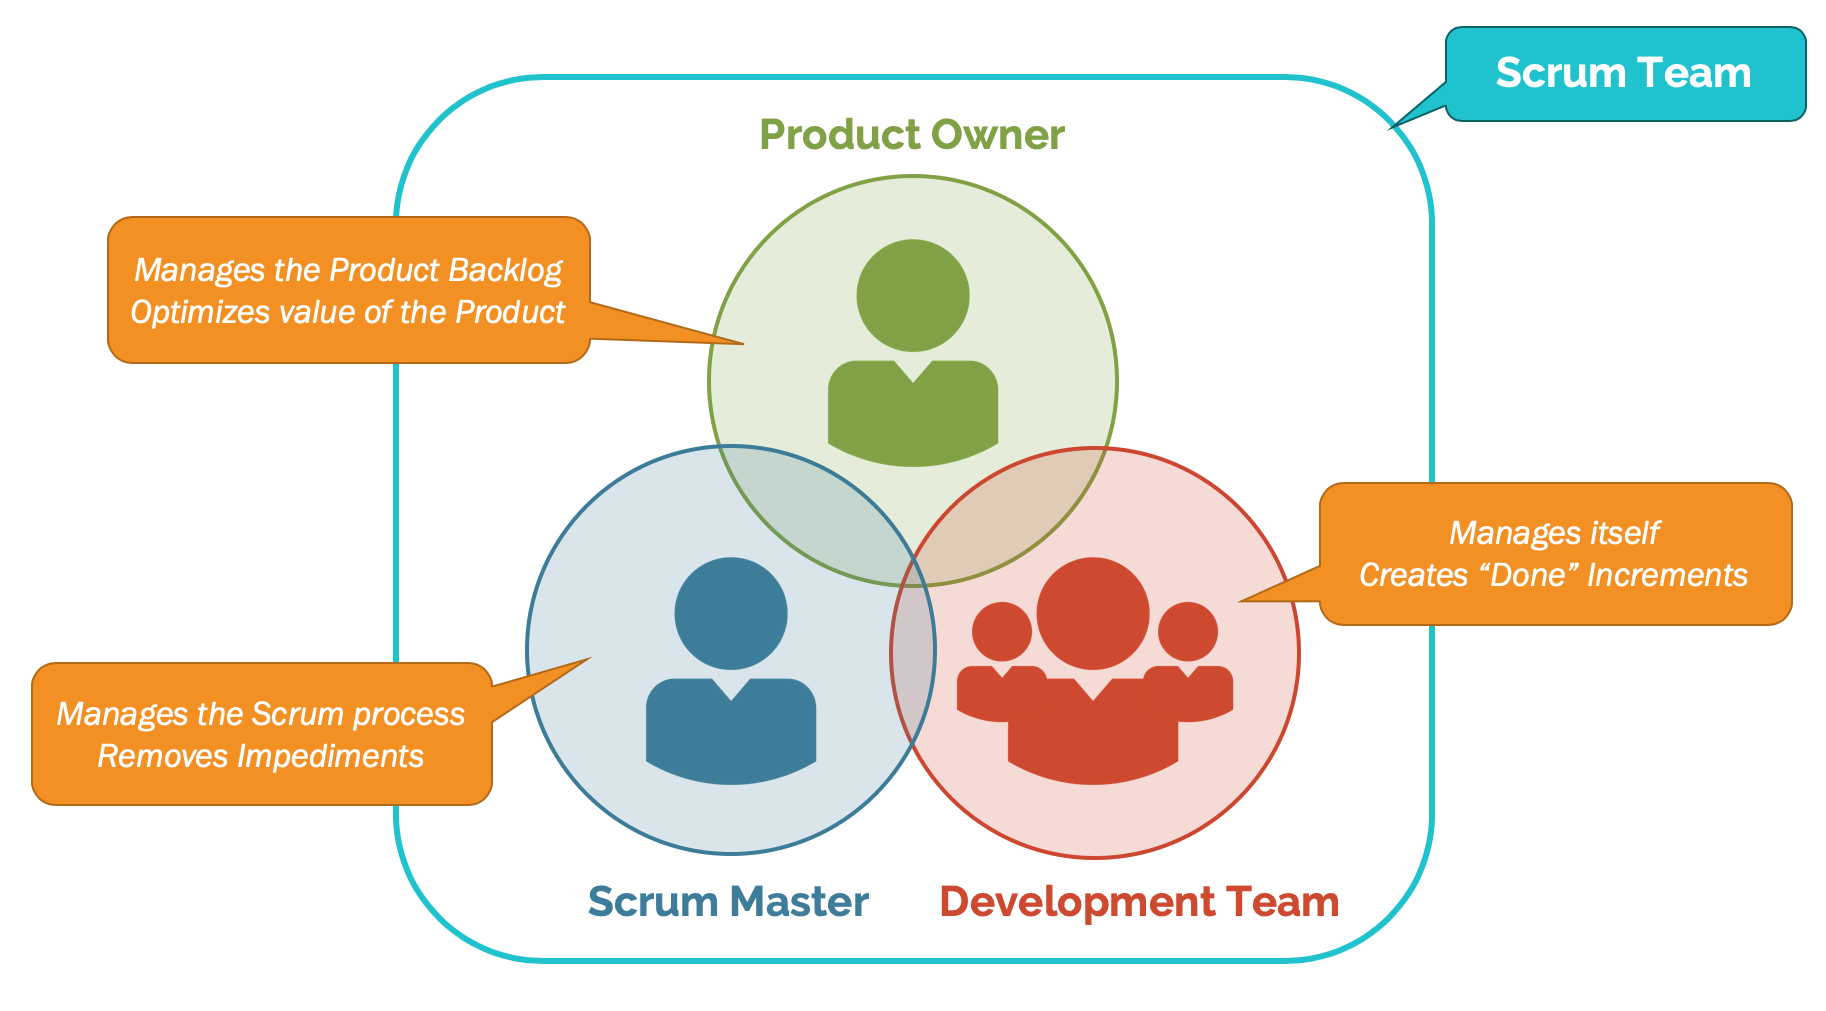 Scrum Team
Product Owner
Manages the Product Backlog
Optimizes value of the Product
Manages itself
Creates “Done” Increments
Manages the Scrum process
Removes Impediments
Scrum Master
Development Team